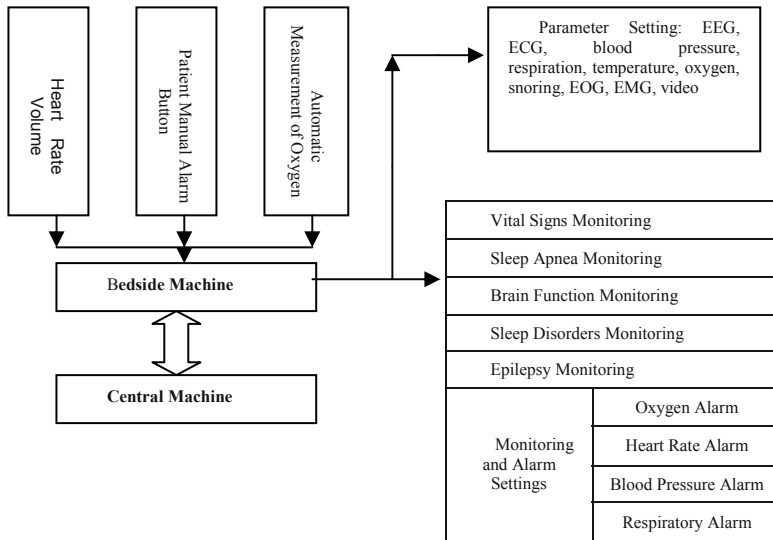 Heart Rate
Volume
Patient Manual Alarm
Button
Automatic
Measurement of Oxygen
Parameter Setting: EEG,
ECG, blood pressure,
respiration, temperature, oxygen,
snoring, EOG, EMG, video
Bedside Machine
Central Machine
Vital Signs Monitoring
Sleep Apnea Monitoring
Brain Function Monitoring
Sleep Disorders Monitoring
Epilepsy Monitoring
Monitoring
and Alarm
Settings
Oxygen Alarm
Heart Rate Alarm
Blood Pressure Alarm
Respiratory Alarm